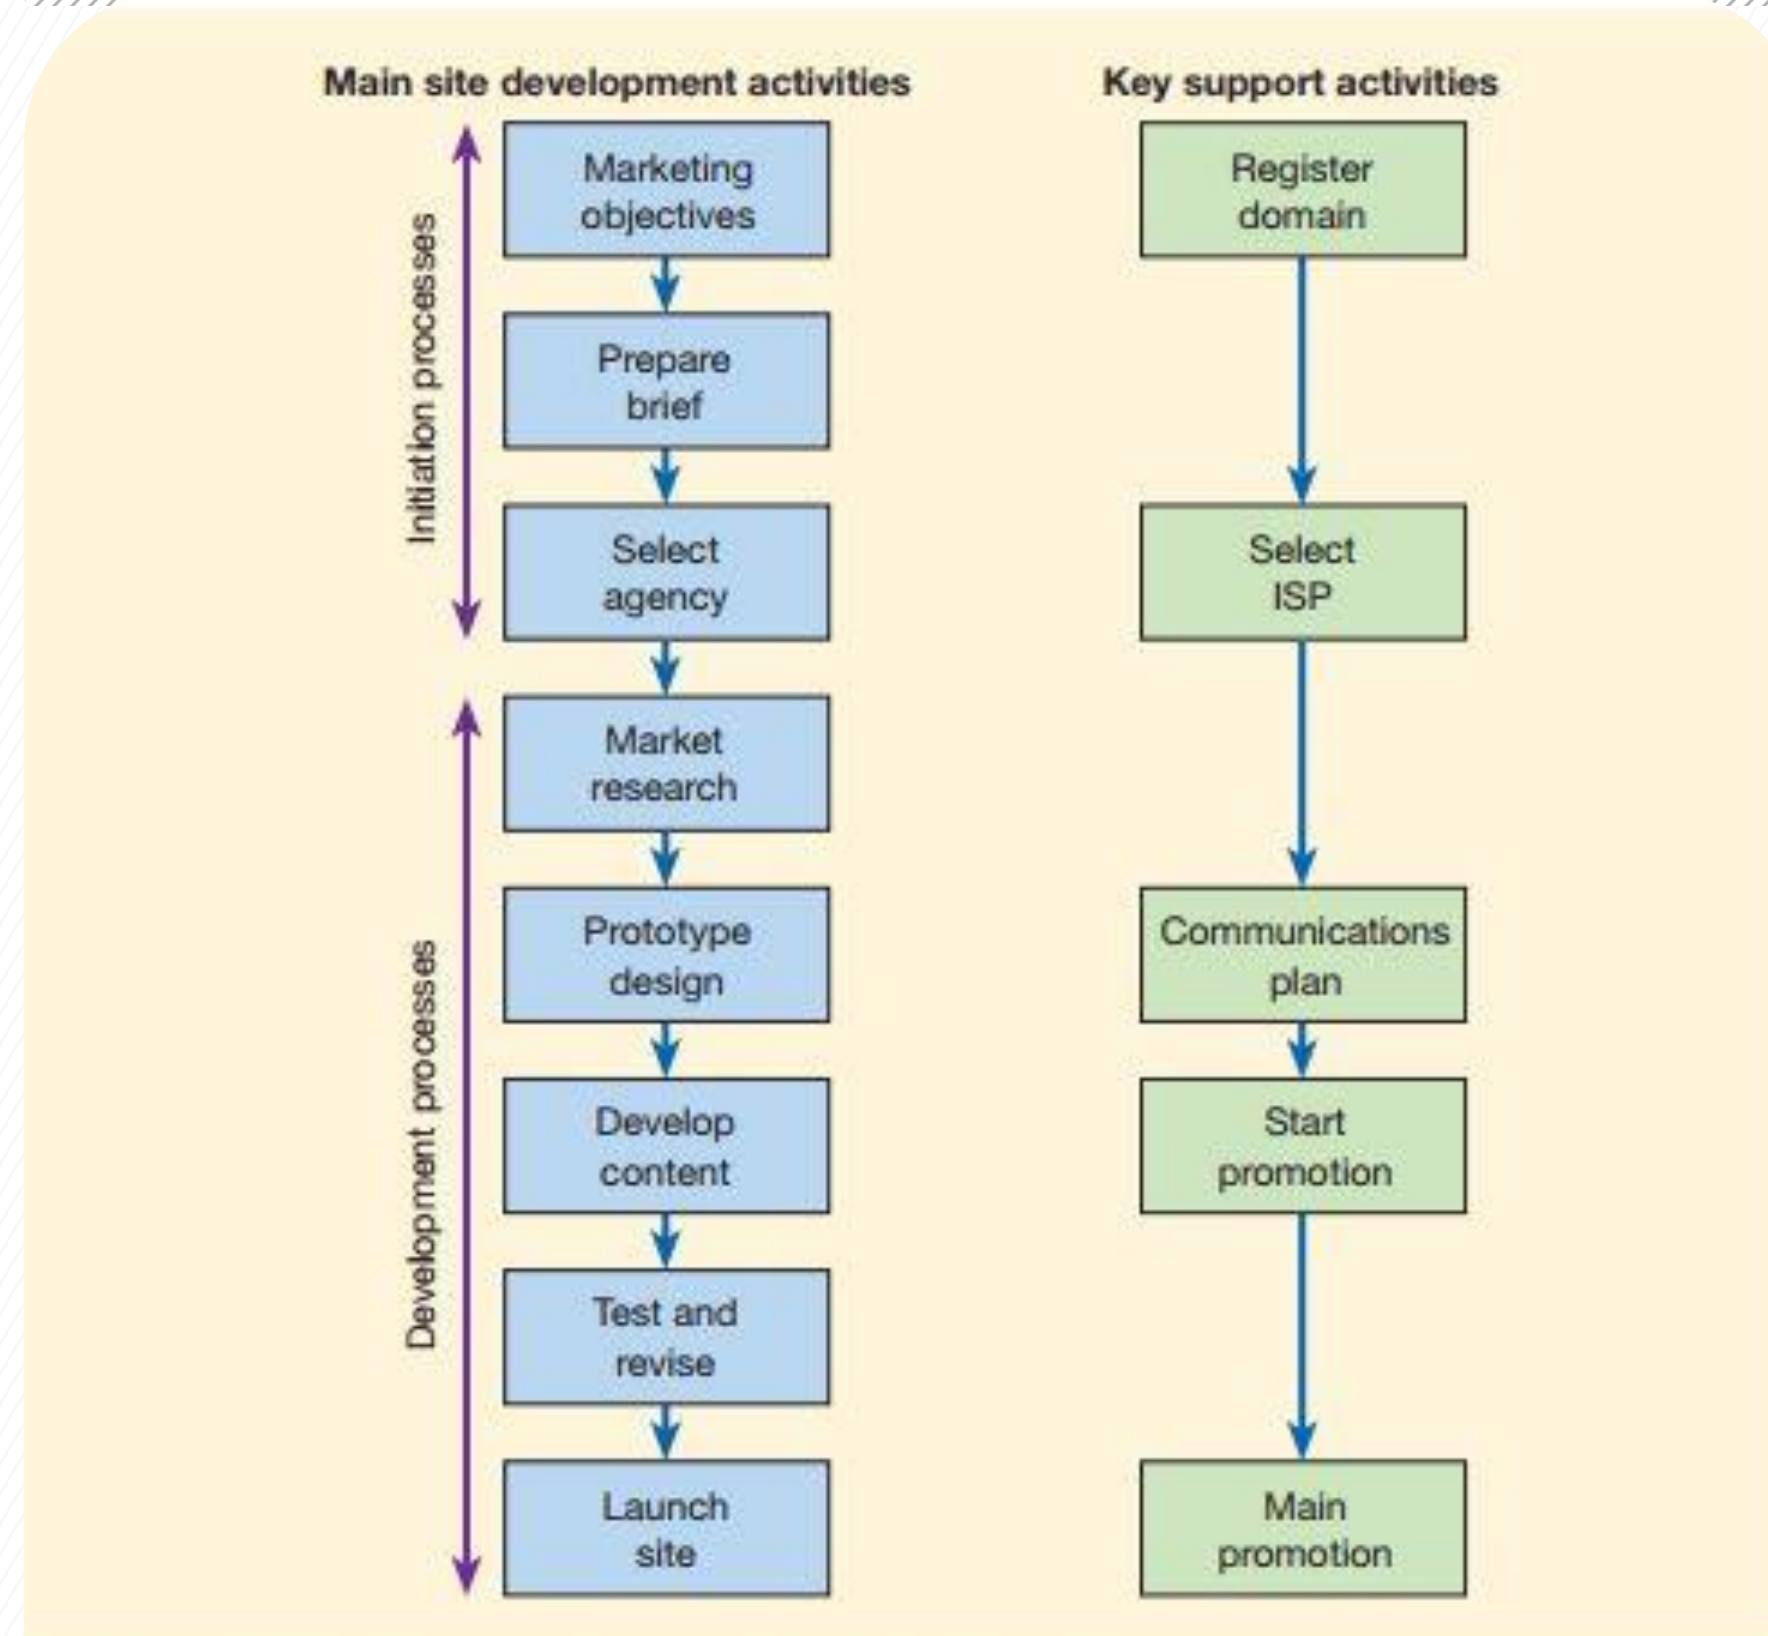 Main site development activities
Key support activities
Initiation processes
Development processes
Marketing
objectives
Prepare
brief
Select
agency
Market
research
Prototype
design
Develop
content
Test and
revise
Launch
site
Register
domain
Select
ISP
Communications
plan
Start
promotion
Main
promotion